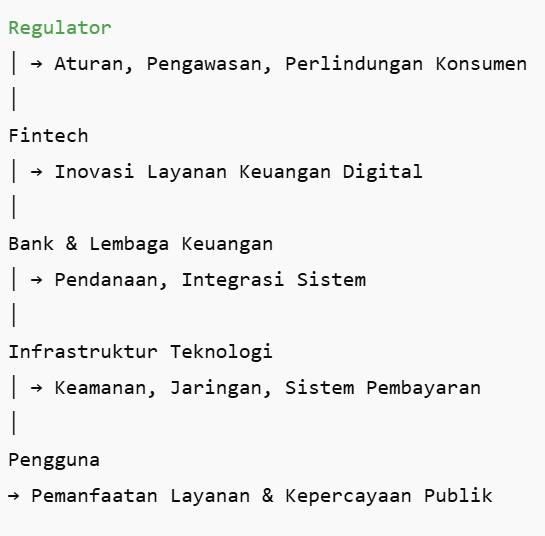 Regulator
│ → Aturan, Pengawasan, Perlindungan Konsumen
│
Fintech
│ → Inovasi Layanan Keuangan Digital
│
Bank & Lembaga Keuangan
│ → Pendanaan, Integrasi Sistem
│
Infrastruktur Teknologi
│ → Keamanan, Jaringan, Sistem Pembayaran
│
Pengguna
→ Pemanfaatan Layanan & Kepercayaan Publik